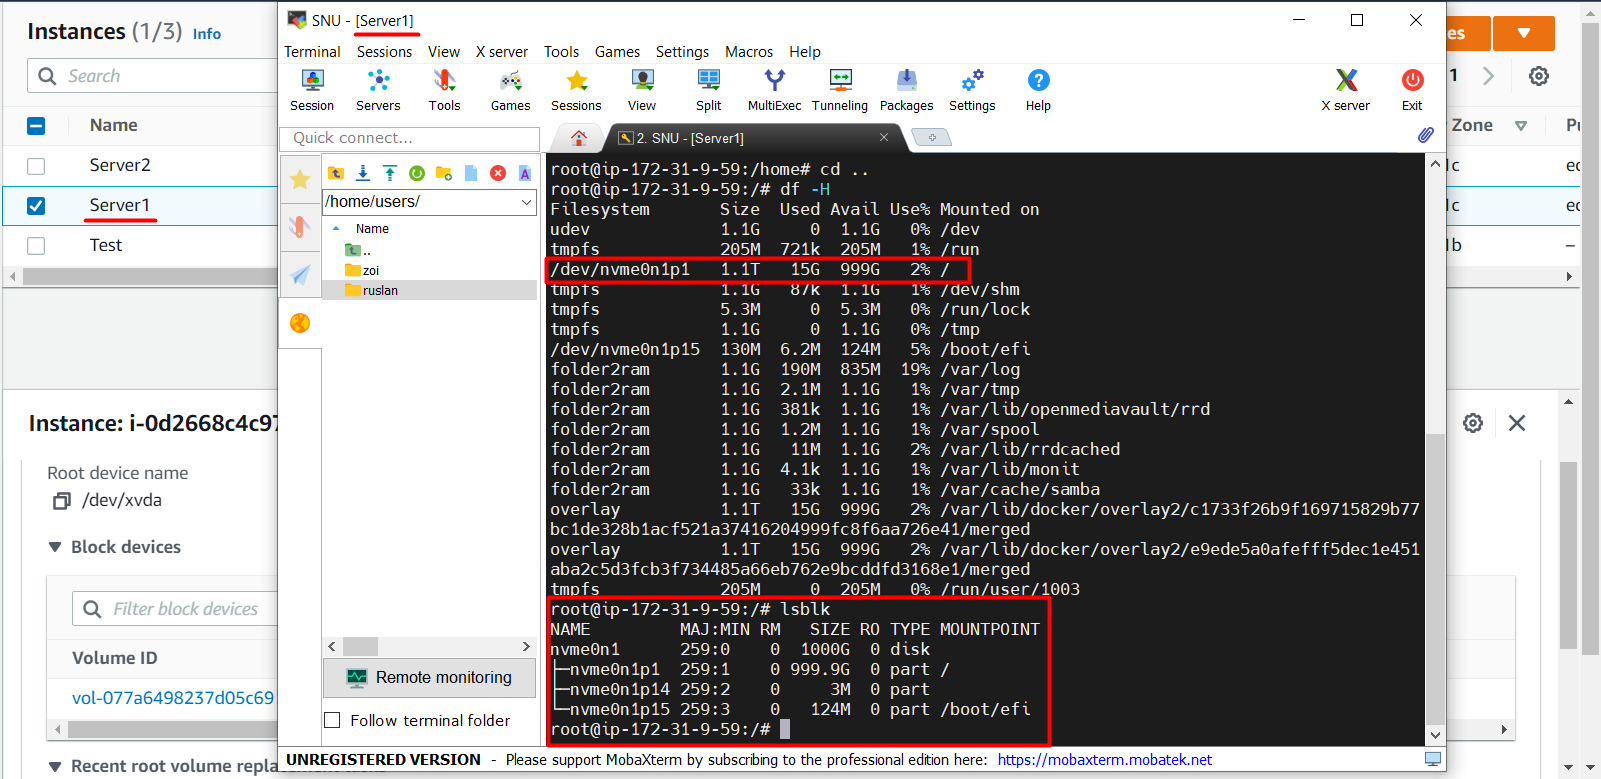 Instances (1/3) Info
Search
Name
Server2
Server1
Test
Instance: i-0d2668c4c97
Root device name
/dev/xvda
Block devices
Filter block devices
Volume ID
vol-077a6498237d05c69
SNU - [Server1]
Terminal Sessions View X server Tools Games Settings Macros Help
Session Servers Tools Games Sessions View Split MultiExec Tunneling Packages Settings Help X server Exit
Quick connect...
2. SNU - [Server1]
/home/users/
Name
..
zoi
ruslan
Remote monitoring
Follow terminal folder
root@ip-172-31-9-59:/home# cd ..
root@ip-172-31-9-59:/# df -H
Filesystem Size Used Avail Use% Mounted on
udev 1.1G 0 1.1G 0% /dev
tmpfs 205M 721k 205M 1% /run
/dev/nvme0n1p1 1.1T 15G 999G 2% /
tmpfs 1.1G 87k 1.1G 1% /dev/shm
tmpfs 5.3M 0 5.3M 0% /run/lock
tmpfs 1.1G 0 1.1G 0% /tmp
/dev/nvme0n1p15 130M 6.2M 124M 5% /boot/efi
folder2ram 1.1G 190M 835M 19% /var/log
folder2ram 1.1G 2.1M 1.1G 1% /var/tmp
folder2ram 1.1G 381k 1.1G 1% /var/lib/openmediavault/rrd
folder2ram 1.1G 1.2M 1.1G 1% /var/spool
folder2ram 1.1G 11M 1.1G 2% /var/lib/rrdcached
folder2ram 1.1G 4.1k 1.1G 1% /var/lib/monit
folder2ram 1.1G 33k 1.1G 1% /var/cache/samba
overlay 1.1T 15G 999G 2% /var/lib/docker/overlay2/c1733f26b9f169715829b77
bc1de328b1acf521a37416204999fc8f6aa726e41/merged
overlay 1.1T 15G 999G 2% /var/lib/docker/overlay2/e9ede5a0afefff5dec1e451
aba2c5d3fcb3f734485a66eb762e9bcddfd3168e1/merged
tmpfs 205M 0 205M 0% /run/user/1003
root@ip-172-31-9-59:/# lsblk
NAME MAJ:MIN RM SIZE RO TYPE MOUNTPOINT
nvme0n1 259:0 0 1000G 0 disk
├─nvme0n1p1 259:1 0 999.9G 0 part /
├─nvme0n1p14 259:2 0 3M 0 part
└─nvme0n1p15 259:3 0 124M 0 part /boot/efi
root@ip-172-31-9-59:/#
UNREGISTERED VERSION - Please support MobaXterm by subscribing to the professional edition here: https://mobaxterm.mobatek.net
es
1
Zone
P
1c
ec
1c
ec
1b
–
Recent root volume